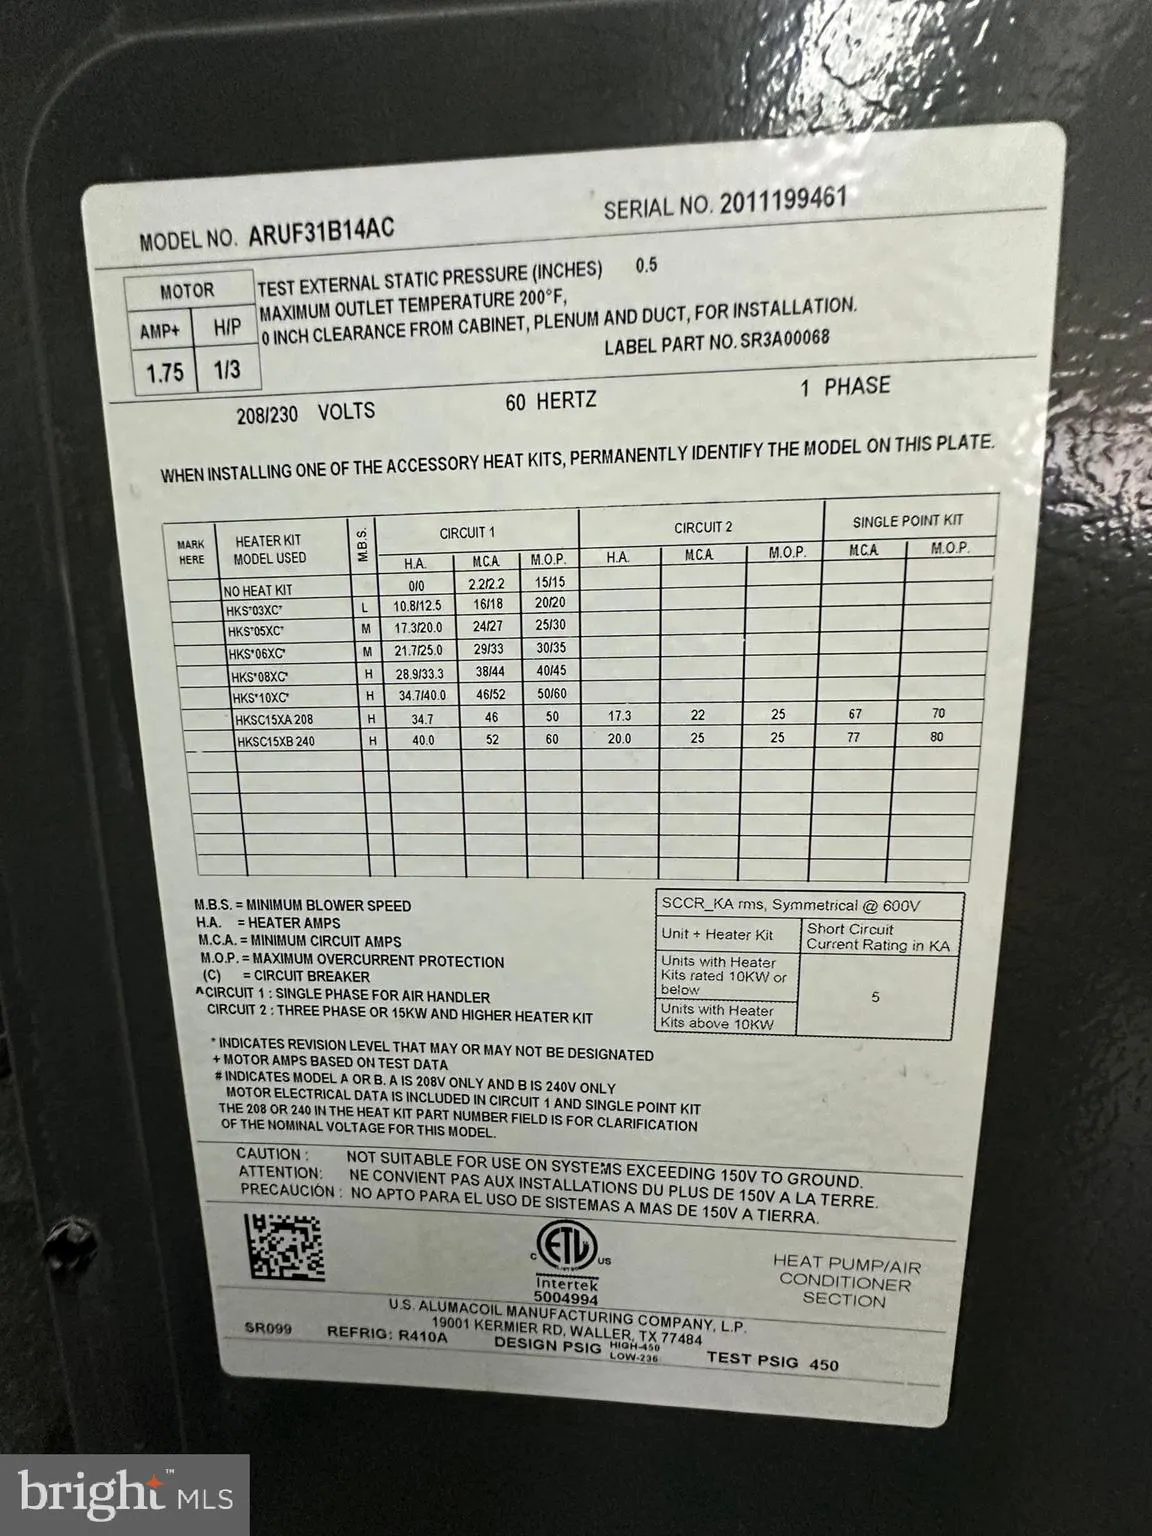 MODEL NO. ARUF31B14AC SERIAL NO. 2011199461
MOTOR
AMP+ H/P
1.75 1/3
TEST EXTERNAL STATIC PRESSURE (INCHES) 0.5
MAXIMUM OUTLET TEMPERATURE 200°F,
0 INCH CLEARANCE FROM CABINET, PLENUM AND DUCT, FOR INSTALLATION.
LABEL PART NO. SR3A00068
208/230 VOLTS 60 HERTZ 1 PHASE
WHEN INSTALLING ONE OF THE ACCESSORY HEAT KITS, PERMANENTLY IDENTIFY THE MODEL ON THIS PLATE.
MARK HERE HEATER KIT MODEL USED M.B.S. CIRCUIT 1 CIRCUIT 2 SINGLE POINT KIT
H.A. M.C.A. M.O.P. H.A. M.C.A. M.O.P. M.C.A. M.O.P.
NO HEAT KIT 0/0 2.2/2.2 15/15
HKS*03XC* L 10.8/12.5 16/18 20/20
HKS*05XC* M 17.3/20.0 24/27 25/30
HKS*06XC* M 21.7/25.0 29/33 30/35
HKS*08XC* H 28.9/33.3 38/44 40/45
HKS*10XC* H 34.7/40.0 46/52 50/60
HKSC15XA 208 H 34.7 46 50 17.3 22 25 67 70
HKSC15XB 240 H 40.0 52 60 20.0 25 25 77 80
M.B.S. = MINIMUM BLOWER SPEED
H.A. = HEATER AMPS
M.C.A. = MINIMUM CIRCUIT AMPS
M.O.P. = MAXIMUM OVERCURRENT PROTECTION
(C) = CIRCUIT BREAKER
^CIRCUIT 1 : SINGLE PHASE FOR AIR HANDLER
CIRCUIT 2 : THREE PHASE OR 15KW AND HIGHER HEATER KIT
SCCR_KA rms, Symmetrical @ 600V
Unit + Heater Kit
Short Circuit
Current Rating in KA
Units with Heater
Kits rated 10KW or
below
5
Units with Heater
Kits above 10KW
* INDICATES REVISION LEVEL THAT MAY OR MAY NOT BE DESIGNATED
+ MOTOR AMPS BASED ON TEST DATA
# INDICATES MODEL A OR B. A IS 208V ONLY AND B IS 240V ONLY
MOTOR ELECTRICAL DATA IS INCLUDED IN CIRCUIT 1 AND SINGLE POINT KIT
THE 208 OR 240 IN THE HEAT KIT PART NUMBER FIELD IS FOR CLARIFICATION
OF THE NOMINAL VOLTAGE FOR THIS MODEL.
CAUTION : NOT SUITABLE FOR USE ON SYSTEMS EXCEEDING 150V TO GROUND.
ATTENTION: NE CONVIENT PAS AUX INSTALLATIONS DU PLUS DE 150V A LA TERRE.
PRECAUCIÓN : NO APTO PARA EL USO DE SISTEMAS A MAS DE 150V A TIERRA.
C ETL US
Intertek
5004994
HEAT PUMP/AIR
CONDITIONER
SECTION
U.S. ALUMACOIL MANUFACTURING COMPANY, L.P.
19001 KERMIER RD, WALLER, TX 77484
SR099 REFRIG: R410A DESIGN PSIG HIGH-450 LOW-236 TEST PSIG 450
bright™ MLS